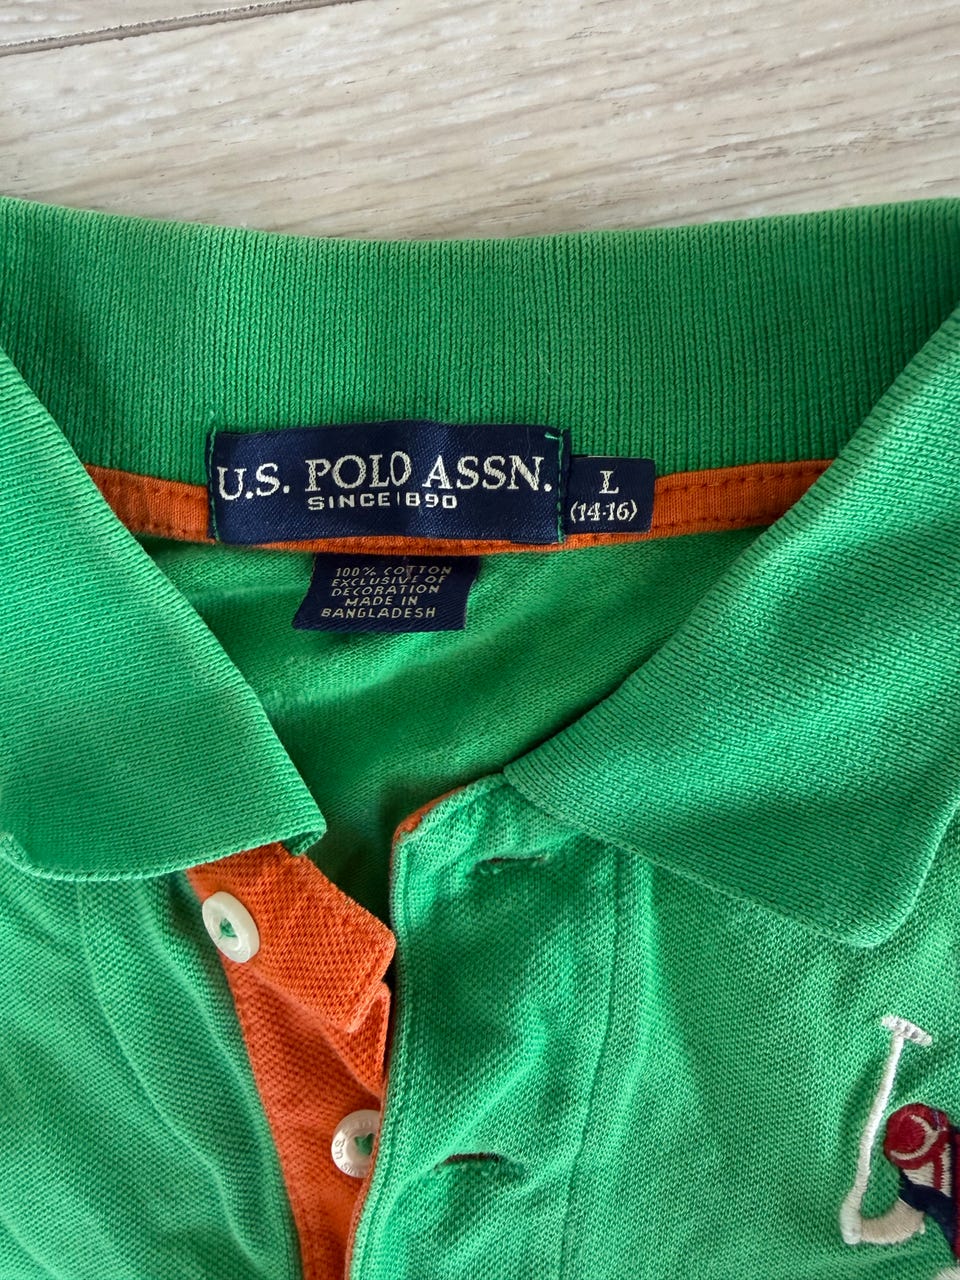 U.S. POLO ASSN.
SINCE 1890
L
(14-16)
100% COTTON
EXCLUSIVE OF
DECORATION
MADE IN
BANGLADESH
U.S.